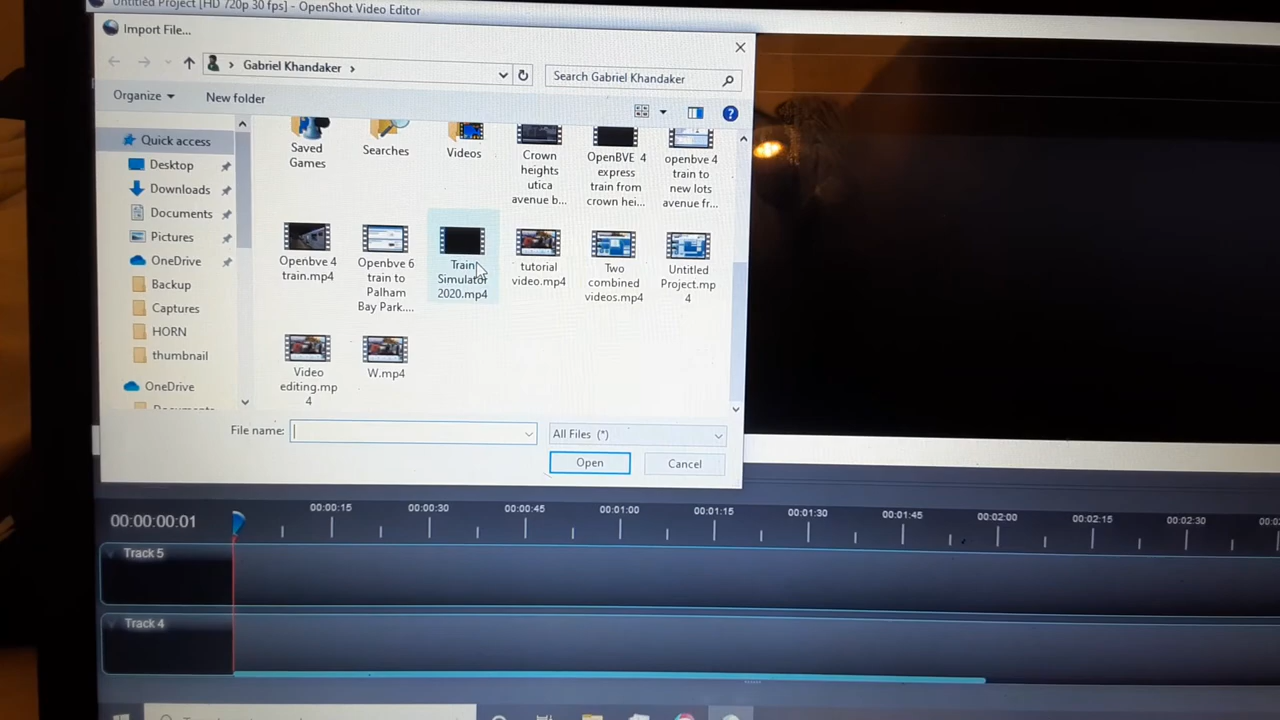 Untitled Project [HD 720p 30 fps] - OpenShot Video Editor
Import File...
Gabriel Khandaker
Search Gabriel Khandaker
Organize
New folder
Quick access
Desktop
Downloads
Documents
Pictures
OneDrive
Backup
Captures
HORN
thumbnail
OneDrive
Saved
Games
Searches
Videos
Crown
heights
utica
avenue b...
OpenBVE 4
express
train from
crown hei...
openbve 4
train to
new lots
avenue fr...
Openbve 4
train.mp4
Openbve 6
train to
Palham
Bay Park....
Train
Simulator
2020.mp4
tutorial
video.mp4
Two
combined
videos.mp4
Untitled
Project.mp
4
Video
editing.mp
4
W.mp4
File name:
All Files (*)
Open
Cancel
00:00:00:01
00:00:15
00:00:30
00:00:45
00:01:00
00:01:15
00:01:30
00:01:45
00:02:00
00:02:15
00:02:30
Track 5
Track 4